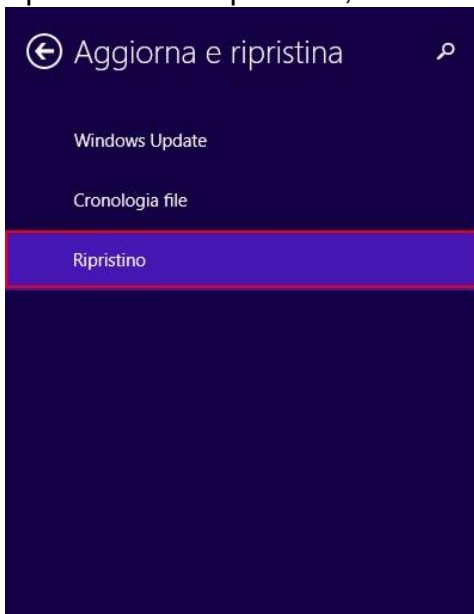 Aggiorna e ripristina
Windows Update
Cronologia file
Ripristino